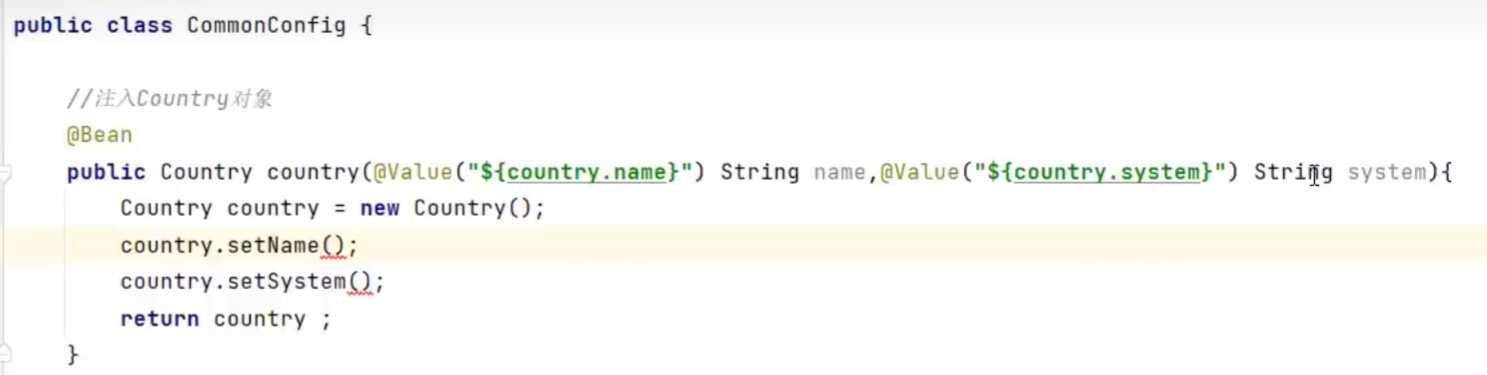 public class CommonConfig {
//注入Country对象
@Bean
public Country country(@Value("${country.name}") String name,@Value("${country.system}") String system){
Country country = new Country();
country.setName();
country.setSystem();
return country ;
}